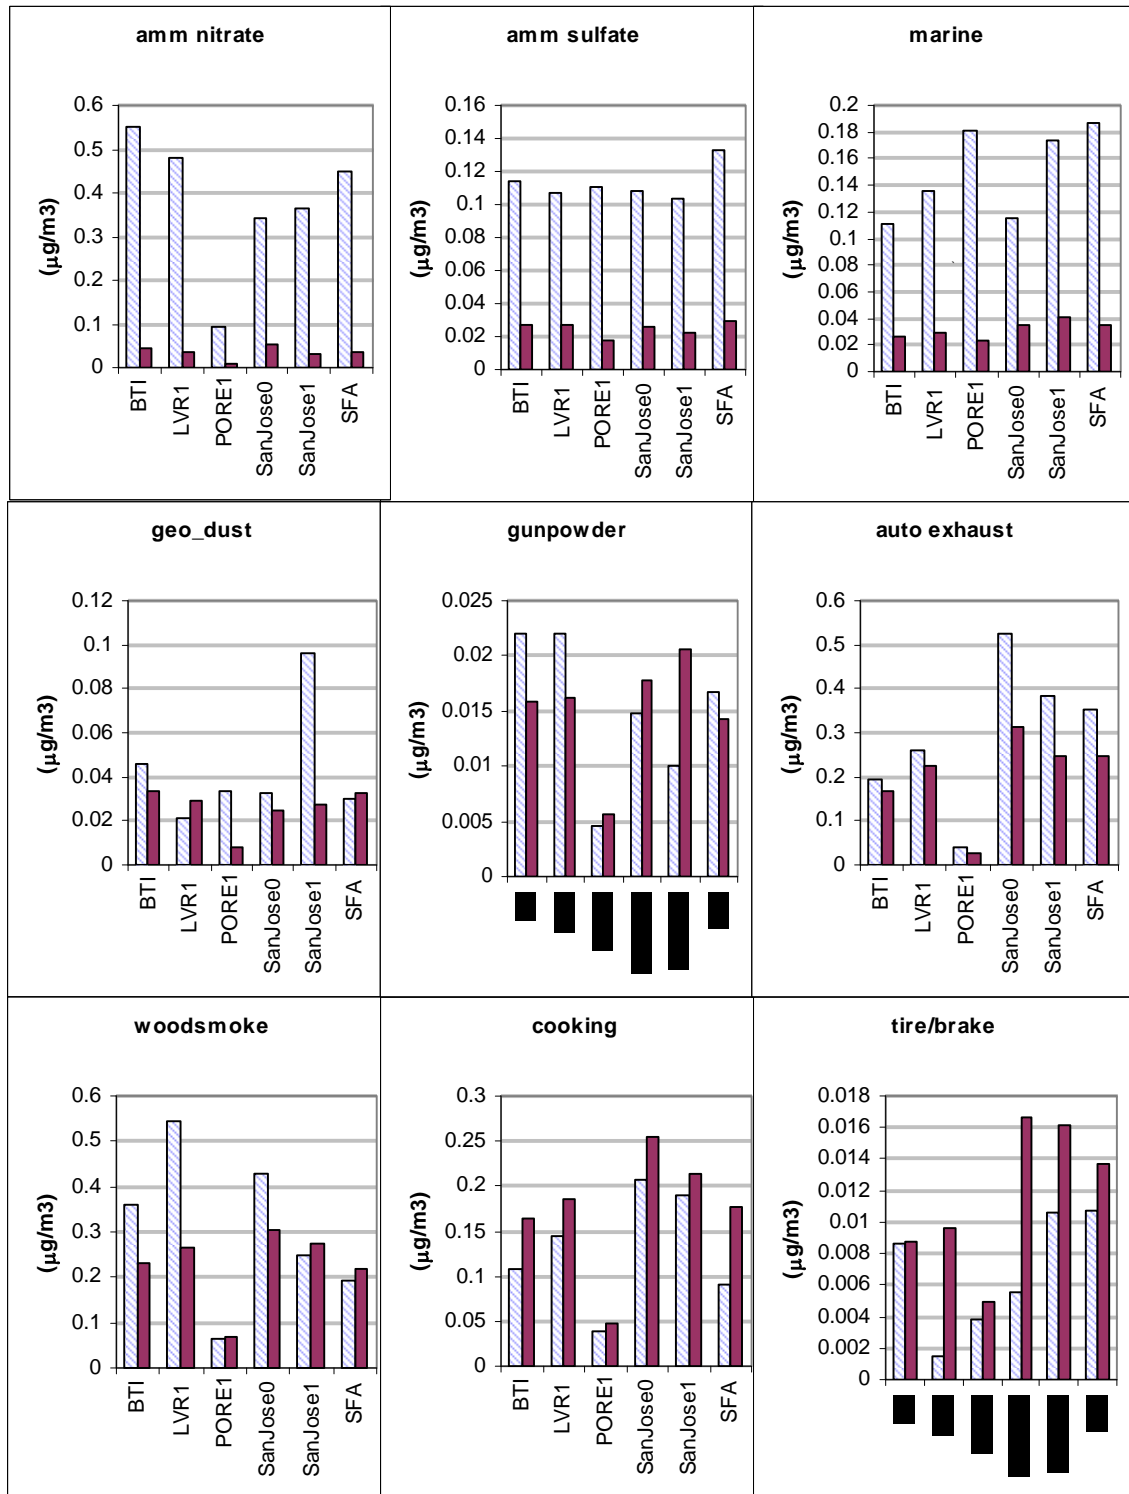 amm nitrate
(µg/m3)
0.6
0.5
0.4
0.3
0.2
0.1
0
BTI
LVR1
PORE1
SanJose0
SanJose1
SFA
amm sulfate
(µg/m3)
0.16
0.14
0.12
0.1
0.08
0.06
0.04
0.02
0
BTI
LVR1
PORE1
SanJose0
SanJose1
SFA
marine
(µg/m3)
0.2
0.18
0.16
0.14
0.12
0.1
0.08
0.06
0.04
0.02
0
BTI
LVR1
PORE1
SanJose0
SanJose1
SFA
geo_dust
(µg/m3)
0.12
0.1
0.08
0.06
0.04
0.02
0
BTI
LVR1
PORE1
SanJose0
SanJose1
SFA
gunpowder
(µg/m3)
0.025
0.02
0.015
0.01
0.005
0
auto exhaust
(µg/m3)
0.6
0.5
0.4
0.3
0.2
0.1
0
BTI
LVR1
PORE1
SanJose0
SanJose1
SFA
woodsmoke
(µg/m3)
0.6
0.5
0.4
0.3
0.2
0.1
0
BTI
LVR1
PORE1
SanJose0
SanJose1
SFA
cooking
(µg/m3)
0.3
0.25
0.2
0.15
0.1
0.05
0
BTI
LVR1
PORE1
SanJose0
SanJose1
SFA
tire/brake
(µg/m3)
0.018
0.016
0.014
0.012
0.01
0.008
0.006
0.004
0.002
0